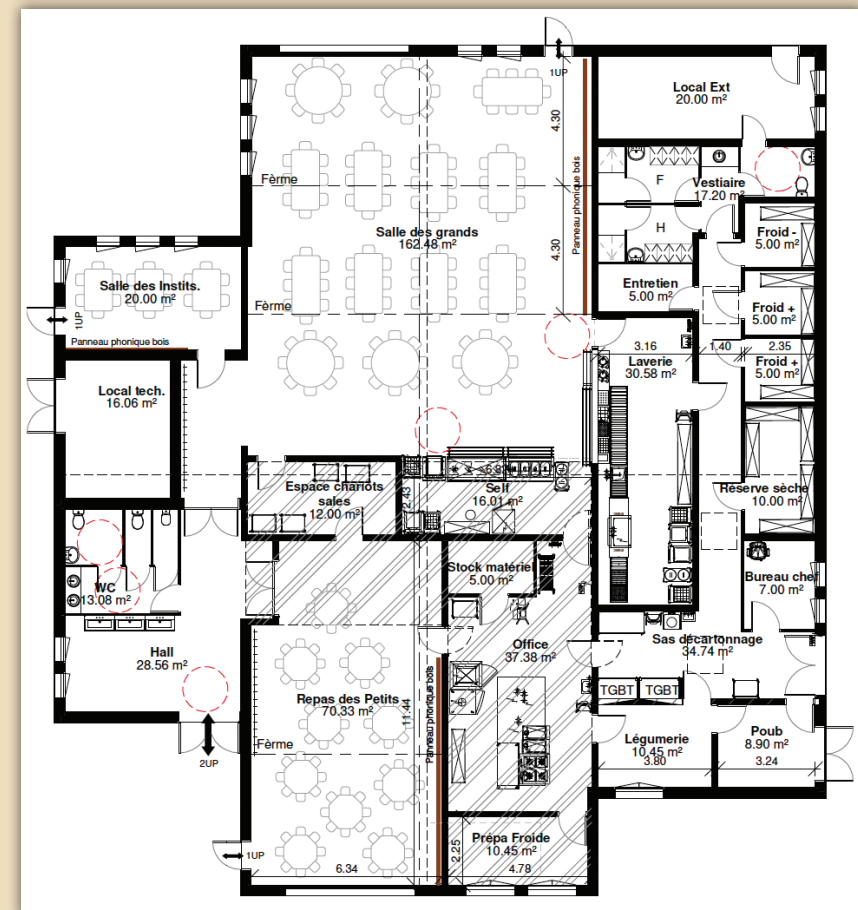 1UP
Local Ext
20.00 m²
4.30
Panneau phonique bois
F
Vestiaire
17.20 m²
Fèrme
H
Salle des grands
162.48 m²
Froid -
5.00 m²
4.30
Salle des Instits.
20.00 m²
Entretien
5.00 m²
Froid +
5.00 m²
Fèrme
1UP
Panneau phonique bois
3.16
1.40
2.35
Laverie
30.58 m²
Froid +
5.00 m²
Local tech.
16.06 m²
Espace chariots
sales
12.00 m²
2.43
Self
16.01 m²
Réserve sèche
10.00 m²
Stock matériel
5.00 m²
Bureau chef
7.00 m²
WC
13.08 m²
Hall
28.56 m²
Office
37.38 m²
Sas décartonnage
34.74 m²
TGBT
TGBT
Repas des Petits
70.33 m²
11.44
Panneau phonique bois
Fèrme
2UP
Légumerie
10.45 m²
3.80
Poub
8.90 m²
3.24
Prépa Froide
10.45 m²
2.25
1UP
6.34
4.78